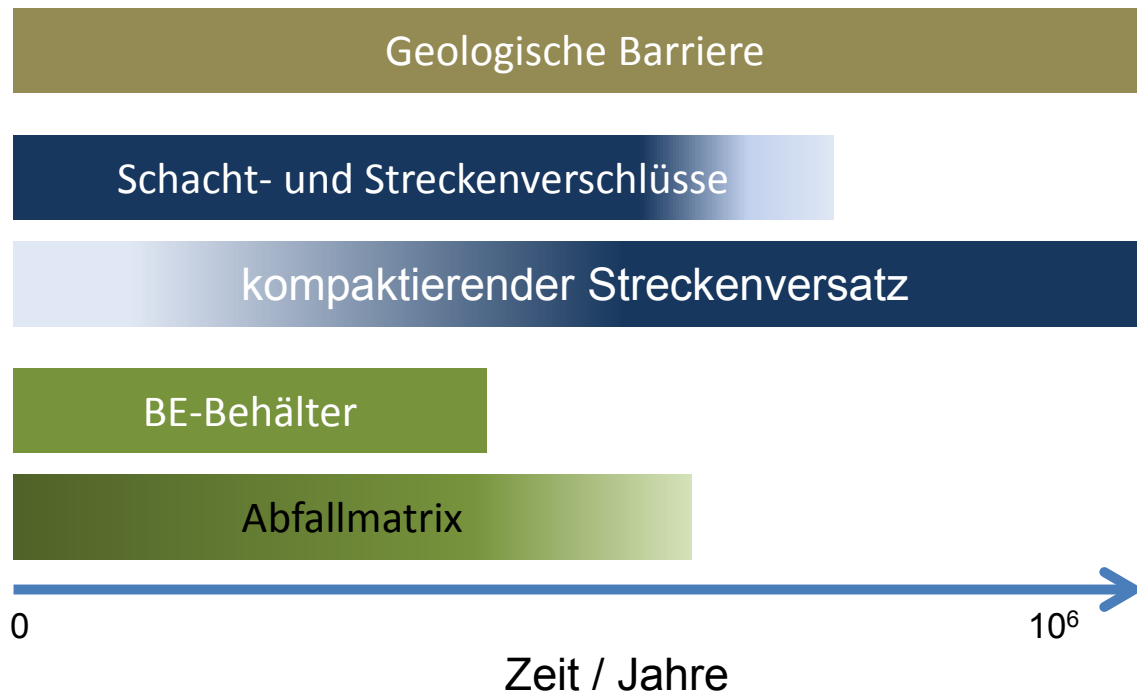 Geologische Barriere
Schacht- und Streckenverschlüsse
kompaktierender Streckenversatz
BE-Behälter
Abfallmatrix
0
10⁶
Zeit / Jahre